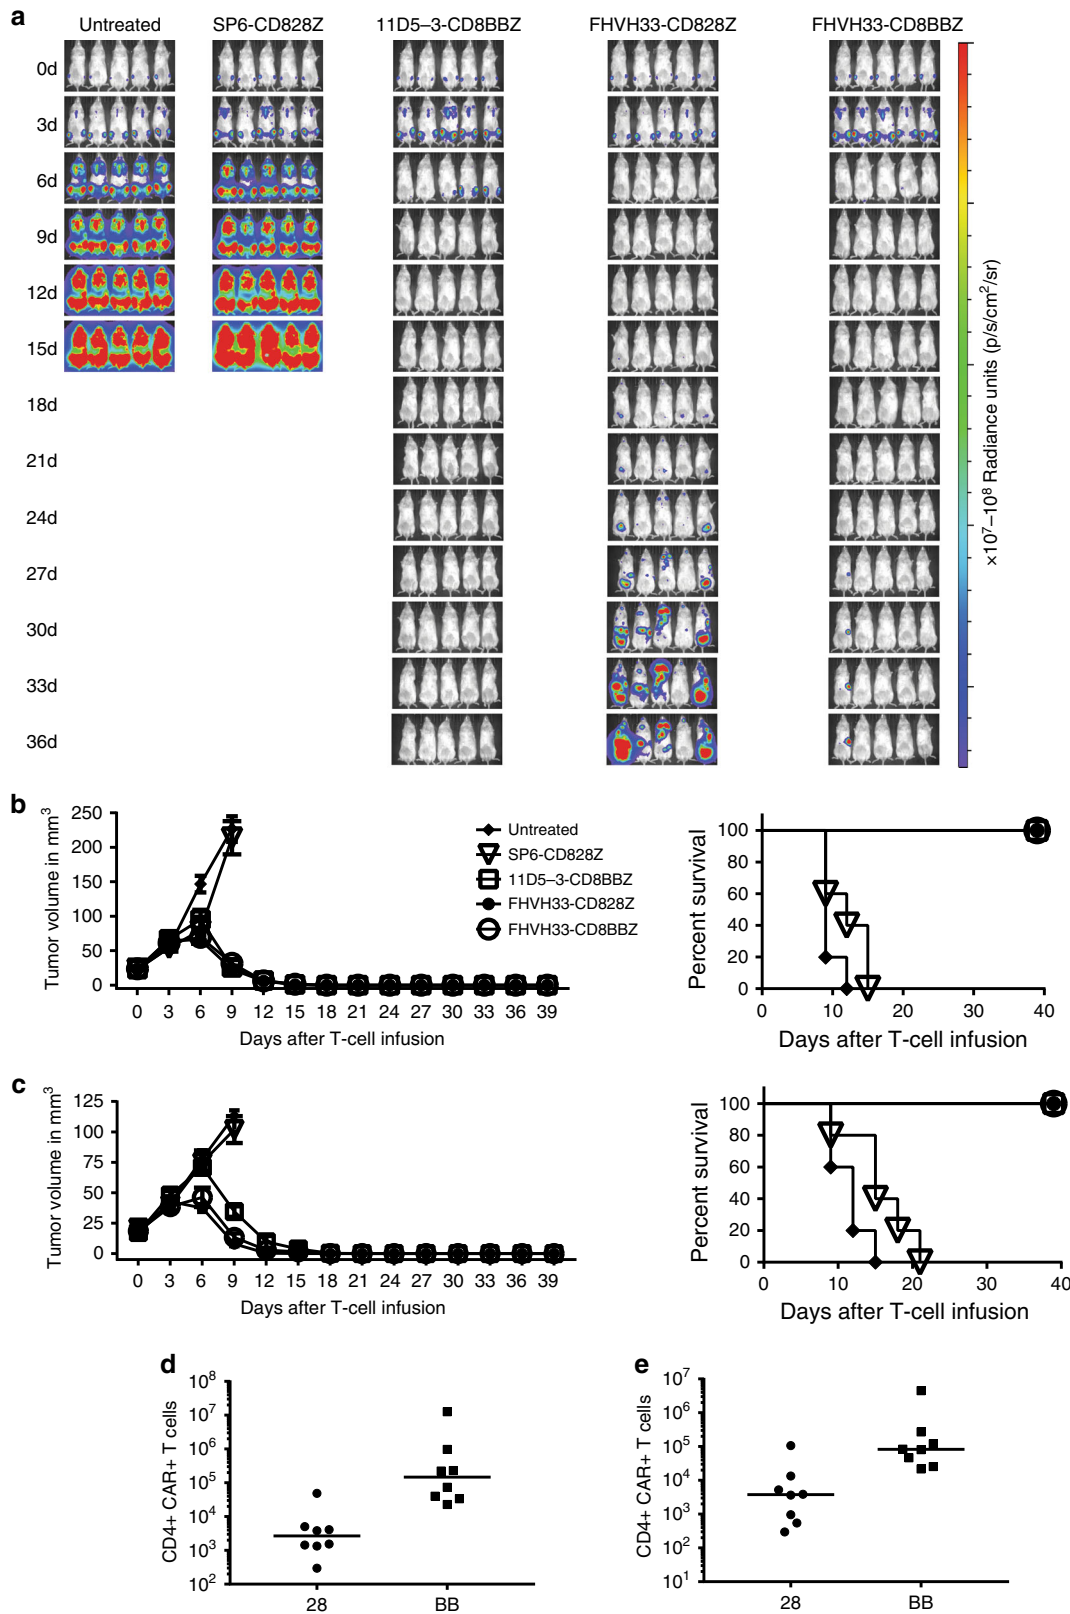 a
Untreated SP6-CD828Z 11D5–3-CD8BBZ FHVH33-CD828Z FHVH33-CD8BBZ
0d
3d
6d
9d
12d
15d
18d
21d
24d
27d
30d
33d
36d
×10⁷–10⁸ Radiance units (p/s/cm²/sr)
b
Tumor volume in mm³
250
200
150
100
50
0
0 3 6 9 12 15 18 21 24 27 30 33 36 39
Days after T-cell infusion
Untreated
SP6-CD828Z
11D5–3-CD8BBZ
FHVH33-CD828Z
FHVH33-CD8BBZ
Percent survival
100
80
60
40
20
0
0 10 20 30 40
Days after T-cell infusion
c
Tumor volume in mm³
125
100
75
50
25
0
0 3 6 9 12 15 18 21 24 27 30 33 36 39
Days after T-cell infusion
Percent survival
100
80
60
40
20
0
0 10 20 30 40
Days after T-cell infusion
d
CD4+ CAR+ T cells
10⁸
10⁷
10⁶
10⁵
10⁴
10³
10²
28 BB
e
CD4+ CAR+ T cells
10⁷
10⁶
10⁵
10⁴
10³
10²
10¹
28 BB